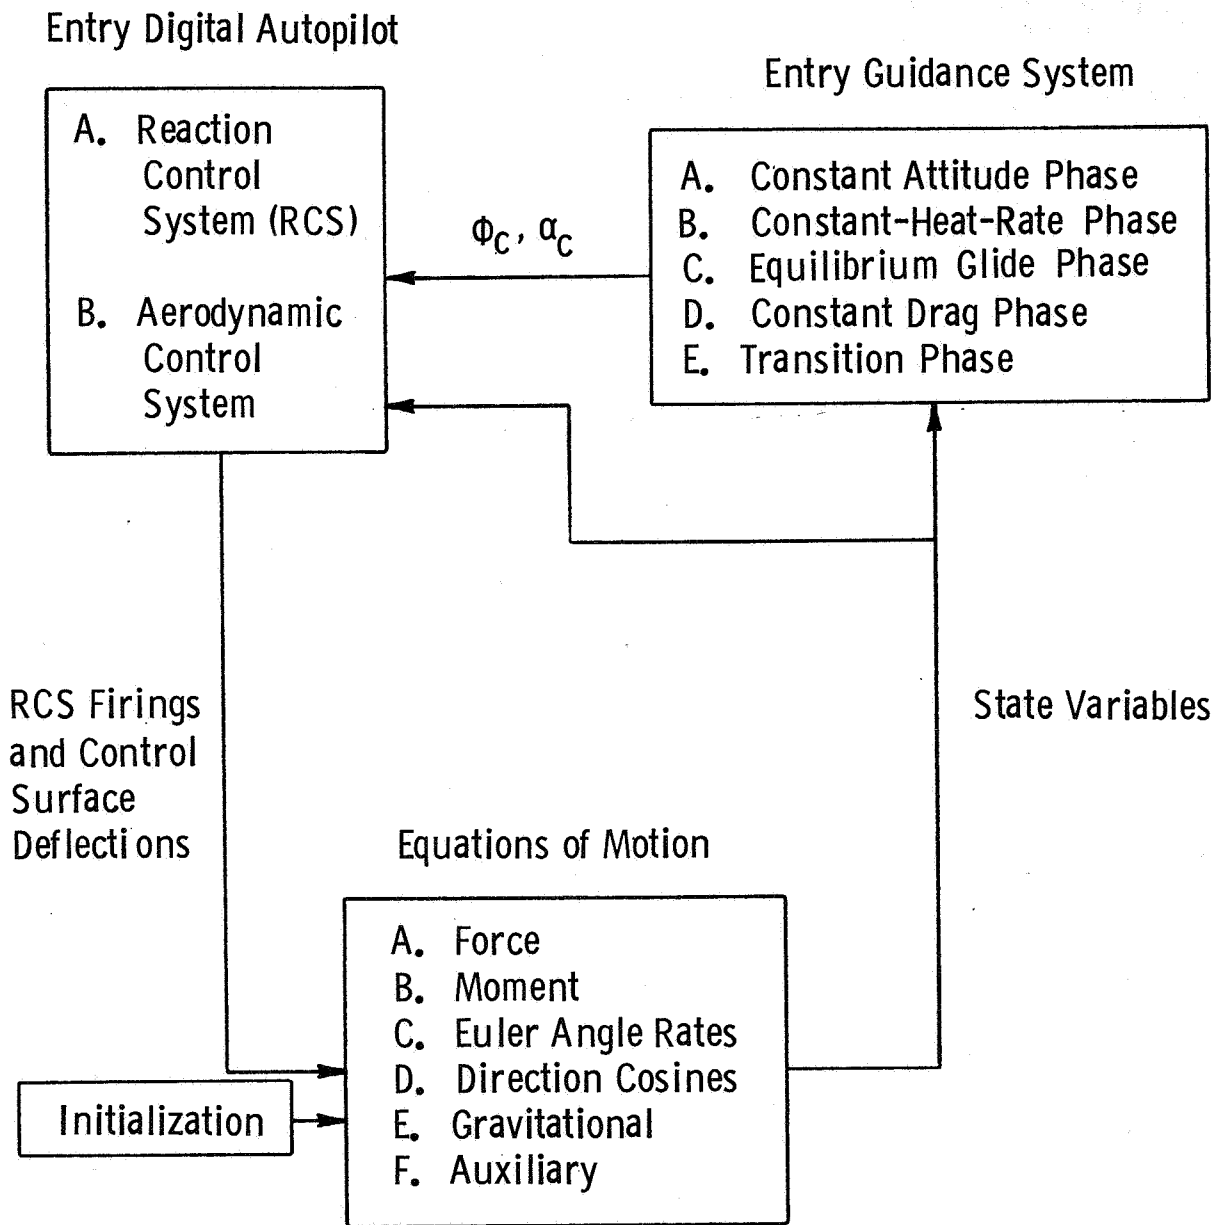 Entry Digital Autopilot
A. Reaction
Control
System (RCS)
B. Aerodynamic
Control
System
ΦC, αC
Entry Guidance System
A. Constant Attitude Phase
B. Constant-Heat-Rate Phase
C. Equilibrium Glide Phase
D. Constant Drag Phase
E. Transition Phase
RCS Firings
and Control
Surface
Deflections
State Variables
Equations of Motion
A. Force
B. Moment
C. Euler Angle Rates
D. Direction Cosines
E. Gravitational
F. Auxiliary
Initialization